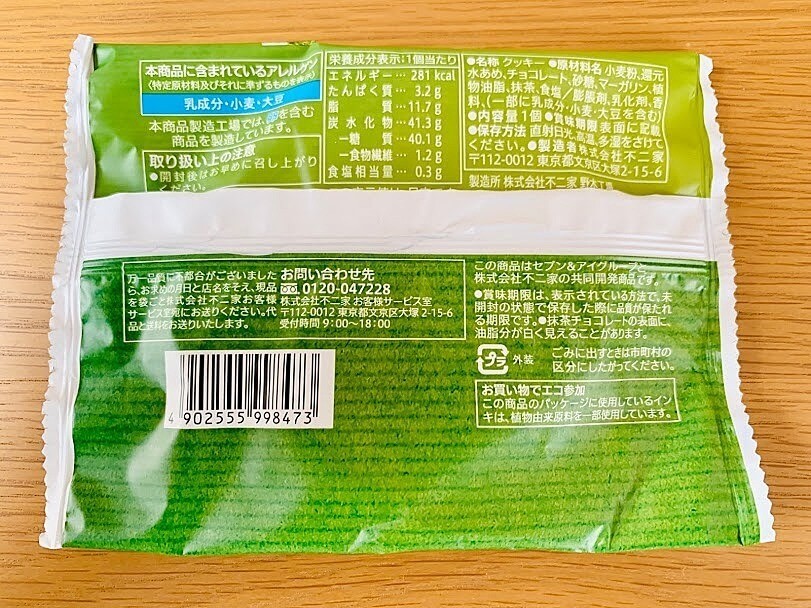 本商品に含まれているアレルゲン
〈特定原材料及びそれに準ずるものを表示〉
乳成分・小麦・大豆
本商品製造工場では、卵を含む
商品を製造しています。
取り扱い上の注意
●開封後はお早めに召し上がり
ください。
栄養成分表示：1個当たり
エネルギー… 281 kcal
たんぱく質… 3.2 g
脂質… 11.7 g
炭水化物… 41.3 g
―糖質… 40.1 g
―食物繊維… 1.2 g
食塩相当量… 0.3 g
●名称 クッキー ●原材料名 小麦粉、還元
水あめ、チョコレート、砂糖、マーガリン、植
物油脂、抹茶、食塩／膨脹剤、乳化剤、香
料、(一部に乳成分・小麦・大豆を含む)
●内容量 1個 ●賞味期限 表面に記載
●保存方法 直射日光、高温、多湿をさけて
ください。●製造者 株式会社不二家
〒112-0012 東京都文京区大塚2-15-6
製造所 株式会社不二家 野木工場
万一品質に不都合がございました
ら、お求めの月日と店名をそえ、現品
を袋ごと株式会社不二家お客様
サービス室宛にお送りください。代
品と送料をお送りいたします。
お問い合わせ先
0120-047228
株式会社不二家 お客様サービス室
〒112-0012 東京都文京区大塚 2-15-6
受付時間 9：00～18：00
この商品はセブン&アイグループと
株式会社不二家の共同開発商品です。
●賞味期限は、表示されている方法で、未
開封の状態で保存した際に品質が保たれ
る期限です。●抹茶チョコレートの表面に、
油脂分が白く見えることがあります。
プラ 外装
ごみに出すときは市町村の
区分にしたがってください。
お買い物でエコ参加
この商品のパッケージに使用しているイン
キは、植物由来原料を一部使用しています。
4 902555 998473